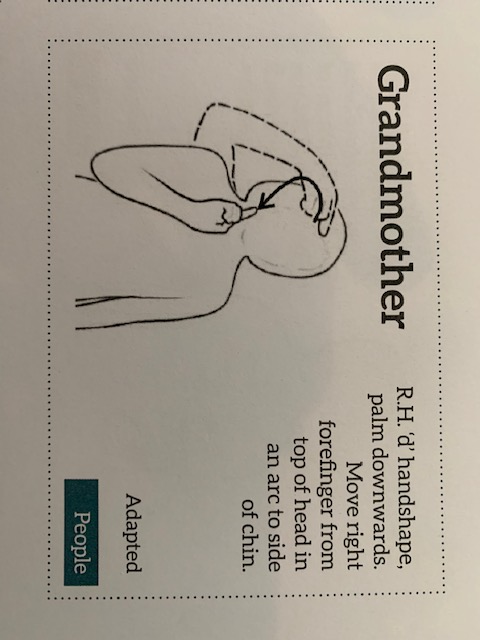 Grandmother
R.H. ‘d’ handshape,
palm downwards.
Move right
forefinger from
top of head in
an arc to side
of chin.
Adapted
People